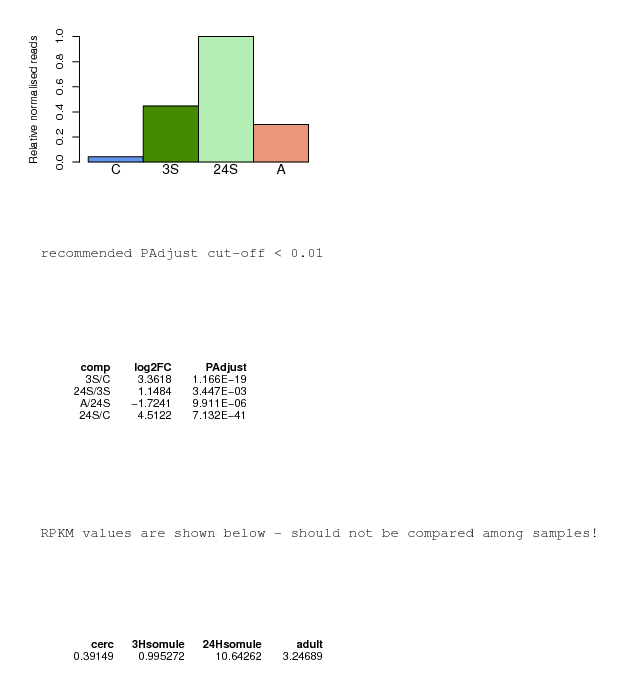 Relative normalised reads
1.0
0.8
0.6
0.4
0.2
0.0
C 3S 24S A
recommended PAdjust cut-off < 0.01
comp log2FC PAdjust
3S/C 3.3618 1.166E−19
24S/3S 1.1484 3.447E−03
A/24S −1.7241 9.911E−06
24S/C 4.5122 7.132E−41
RPKM values are shown below - should not be compared among samples!
cerc 3Hsomule 24Hsomule adult
0.39149 0.995272 10.64262 3.24689